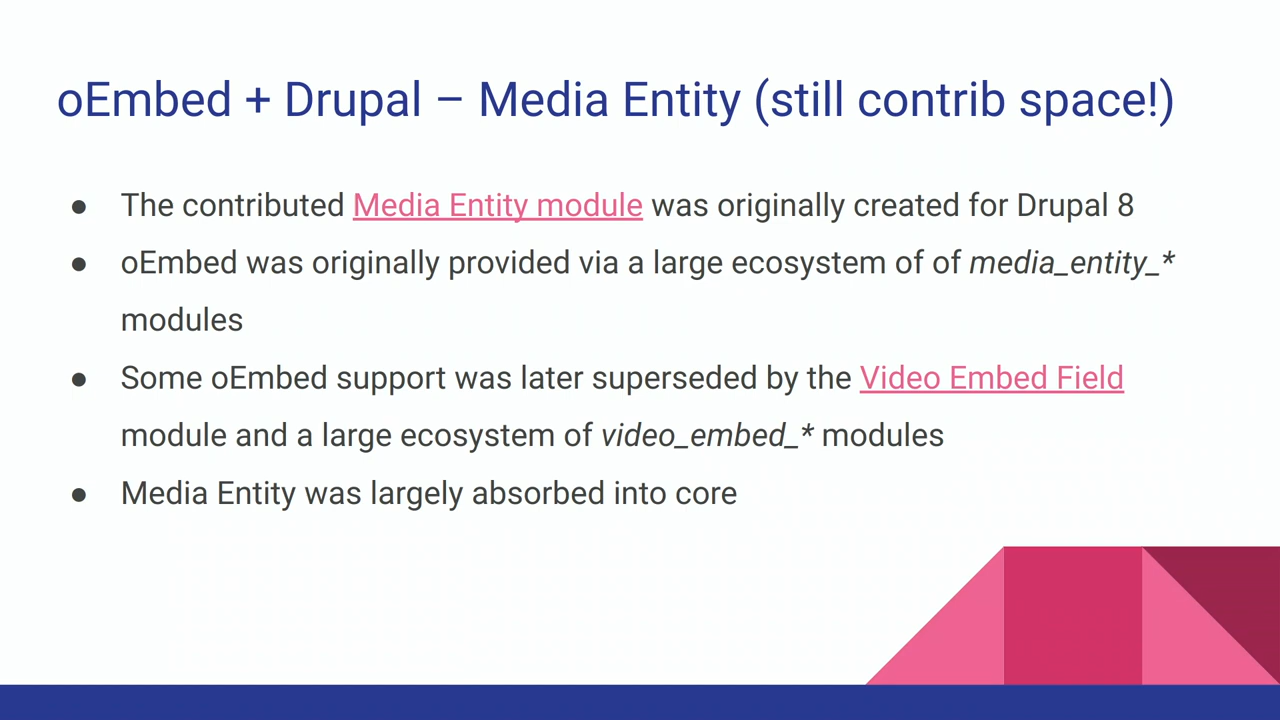 oEmbed + Drupal – Media Entity (still contrib space!)
● The contributed Media Entity module was originally created for Drupal 8
● oEmbed was originally provided via a large ecosystem of of media_entity_*
modules
● Some oEmbed support was later superseded by the Video Embed Field
module and a large ecosystem of video_embed_* modules
● Media Entity was largely absorbed into core